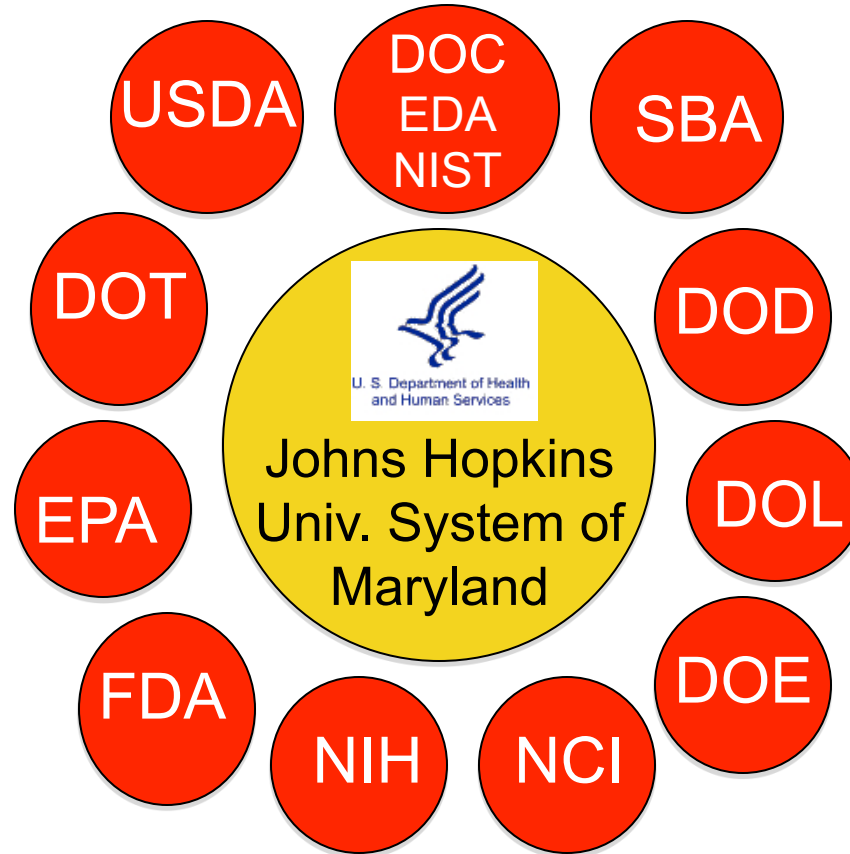 USDA
DOC
EDA
NIST
SBA
DOT
DOD
U. S. Department of Health
and Human Services
Johns Hopkins
Univ. System of
Maryland
EPA
DOL
FDA
DOE
NIH
NCI